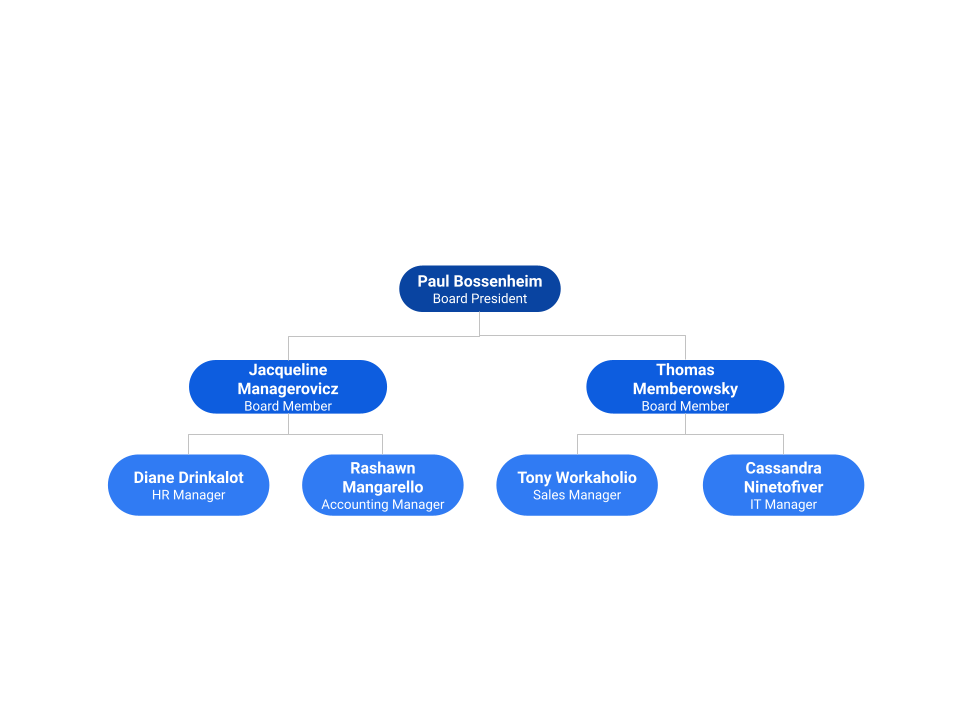 Paul Bossenheim
Board President
Jacqueline
Managerovicz
Board Member
Thomas
Memberowsky
Board Member
Diane Drinkalot
HR Manager
Rashawn
Mangarello
Accounting Manager
Tony Workaholio
Sales Manager
Cassandra
Ninetofiver
IT Manager